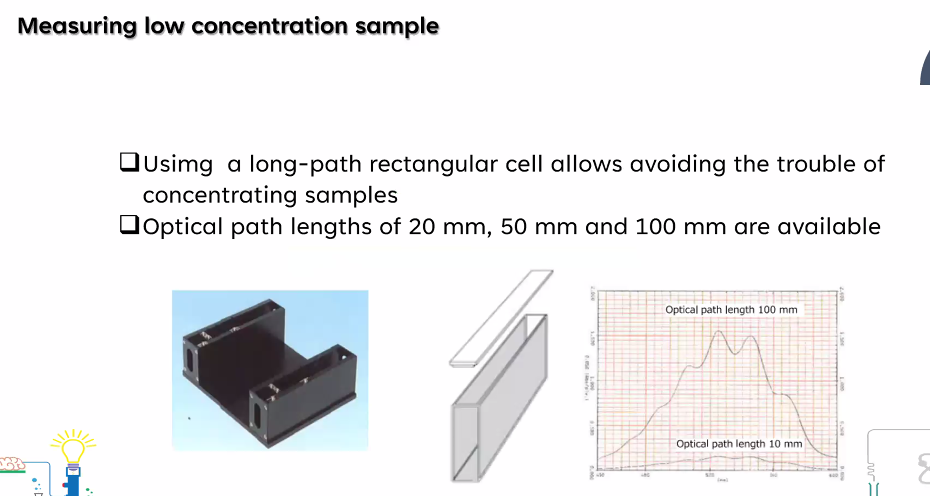 Measuring low concentration sample
❑Usimg a long-path rectangular cell allows avoiding the trouble of
concentrating samples
❑Optical path lengths of 20 mm, 50 mm and 100 mm are available
Optical path length 100 mm
Optical path length 10 mm